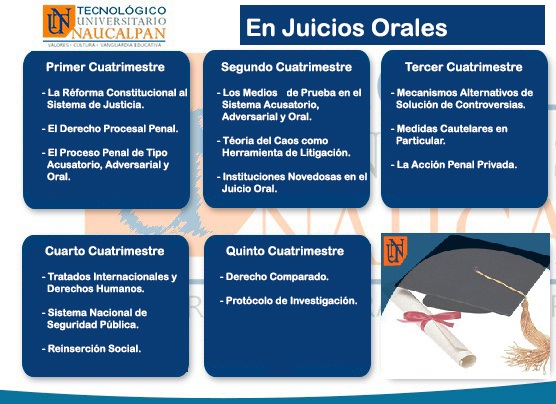 TECNOLÓGICO
UNIVERSITARIO
NAUCALPAN
VALORES · CULTURA · VANGUARDIA EDUCATIVA
En Juicios Orales
Primer Cuatrimestre
- La Réforma Constitucional al
Sistema de Justicia.
- El Derecho Procesal Penal.
- El Proceso Penal de Tipo
Acusatorio, Adversarial y
Oral.
Segundo Cuatrimestre
- Los Medios de Prueba en el
Sistema Acusatorio,
Adversarial y Oral.
- Téoria del Caos como
Herramienta de Litigación.
- Instituciones Novedosas en el
Juicio Oral.
Tercer Cuatrimestre
- Mecanismos Alternativos de
Solución de Controversias.
- Medidas Cautelares en
Particular.
- La Acción Penal Privada.
Cuarto Cuatrimestre
- Tratados Internacionales y
Derechos Humanos.
- Sistema Nacional de
Seguridad Pública.
- Reinserción Social.
Quinto Cuatrimestre
- Derecho Comparado.
- Protócolo de Investigación.